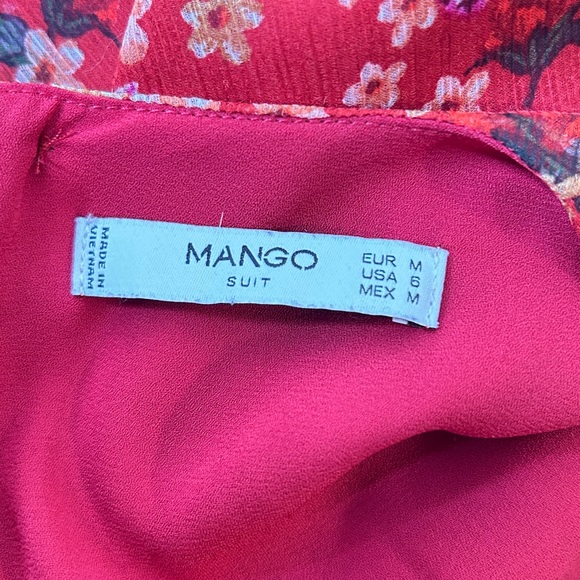 MADE IN
VIETNAM
MANGO
SUIT
EUR M
USA 6
MEX M